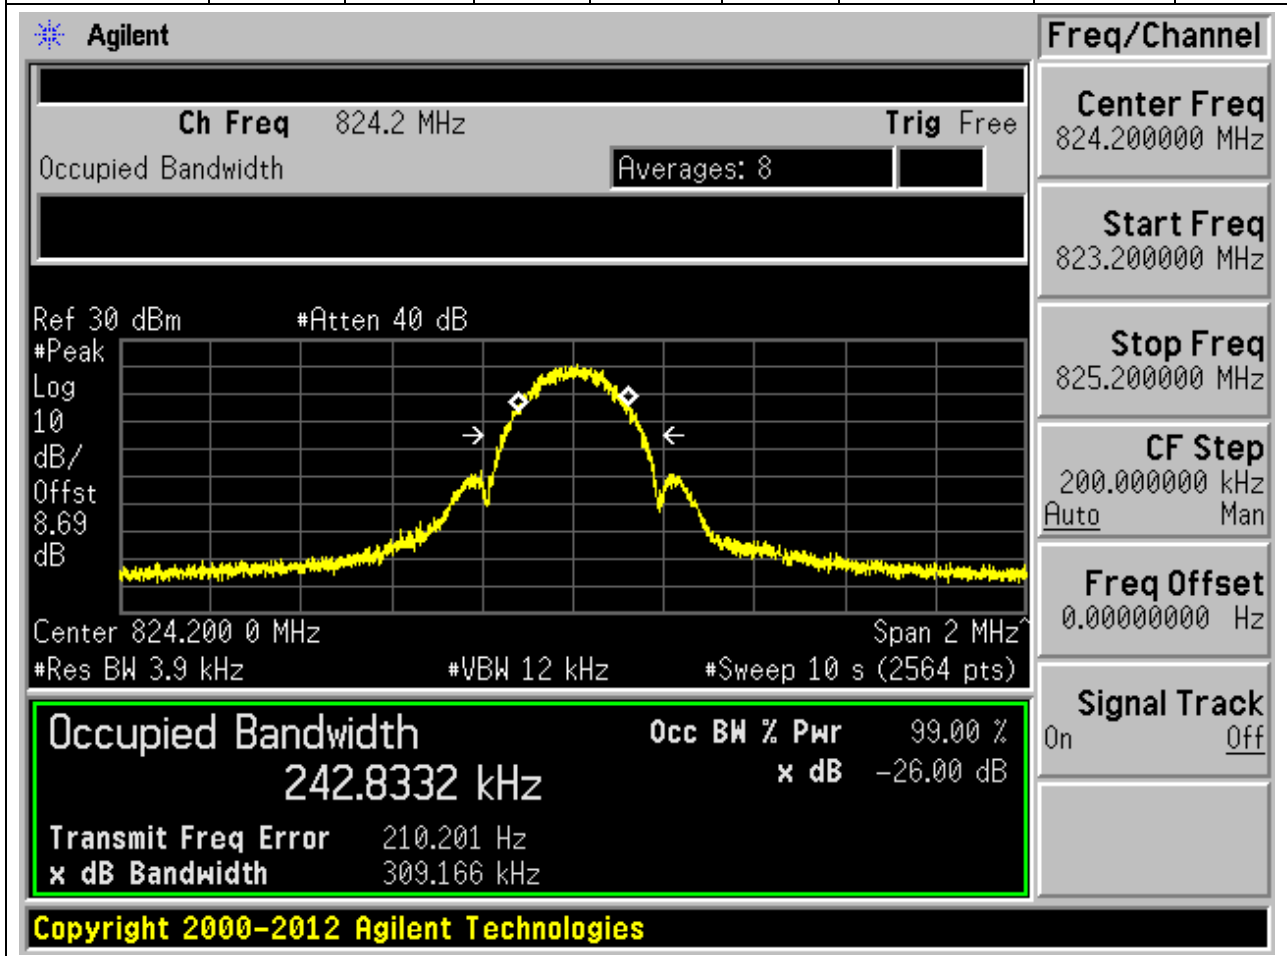 Agilent
Freq/Channel
Ch Freq 824.2 MHz Trig Free
Occupied Bandwidth Averages: 8
Center Freq
824.200000 MHz
Start Freq
823.200000 MHz
Stop Freq
825.200000 MHz
CF Step
200.000000 kHz
Auto Man
Freq Offset
0.00000000 Hz
Signal Track
On Off
Ref 30 dBm #Atten 40 dB
#Peak
Log
10
dB/
Offst
8.69
dB
Center 824.200 0 MHz Span 2 MHz^
#Res BW 3.9 kHz #VBW 12 kHz #Sweep 10 s (2564 pts)
Occupied Bandwidth Occ BW % Pwr 99.00 %
242.8332 kHz x dB -26.00 dB
Transmit Freq Error 210.201 Hz
x dB Bandwidth 309.166 kHz
Copyright 2000-2012 Agilent Technologies